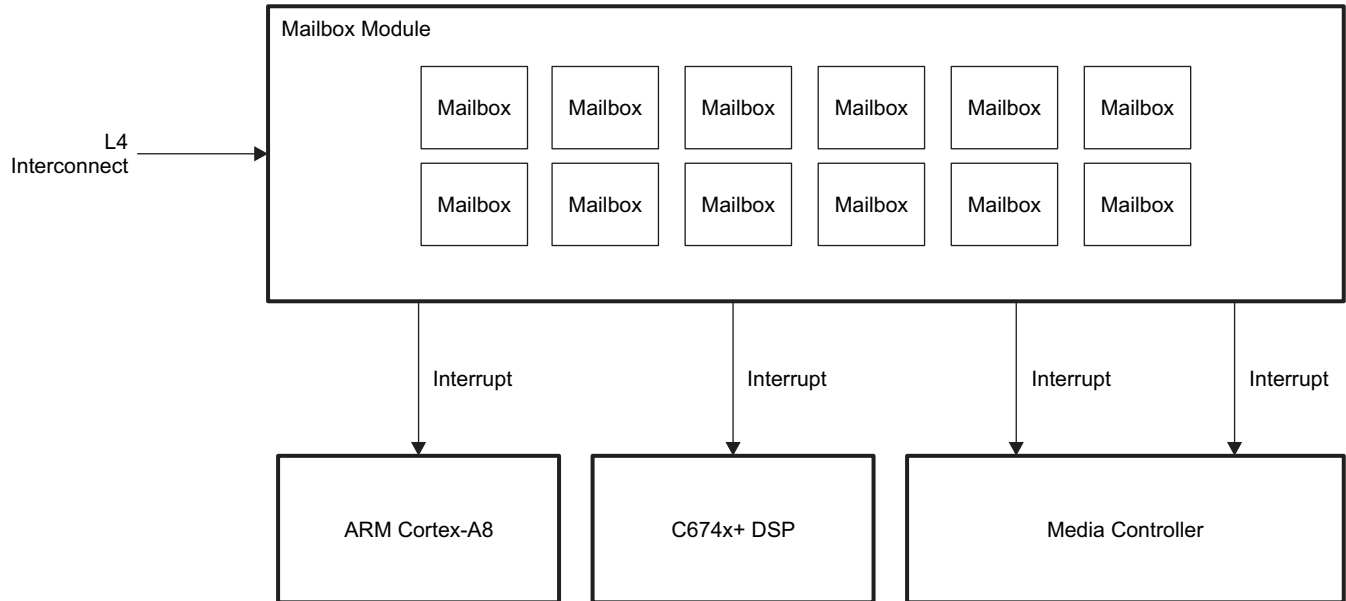 Mailbox Module
Mailbox Mailbox Mailbox Mailbox Mailbox Mailbox
L4
Interconnect
Mailbox Mailbox Mailbox Mailbox Mailbox Mailbox
Interrupt Interrupt Interrupt Interrupt
ARM Cortex-A8 C674x+ DSP Media Controller